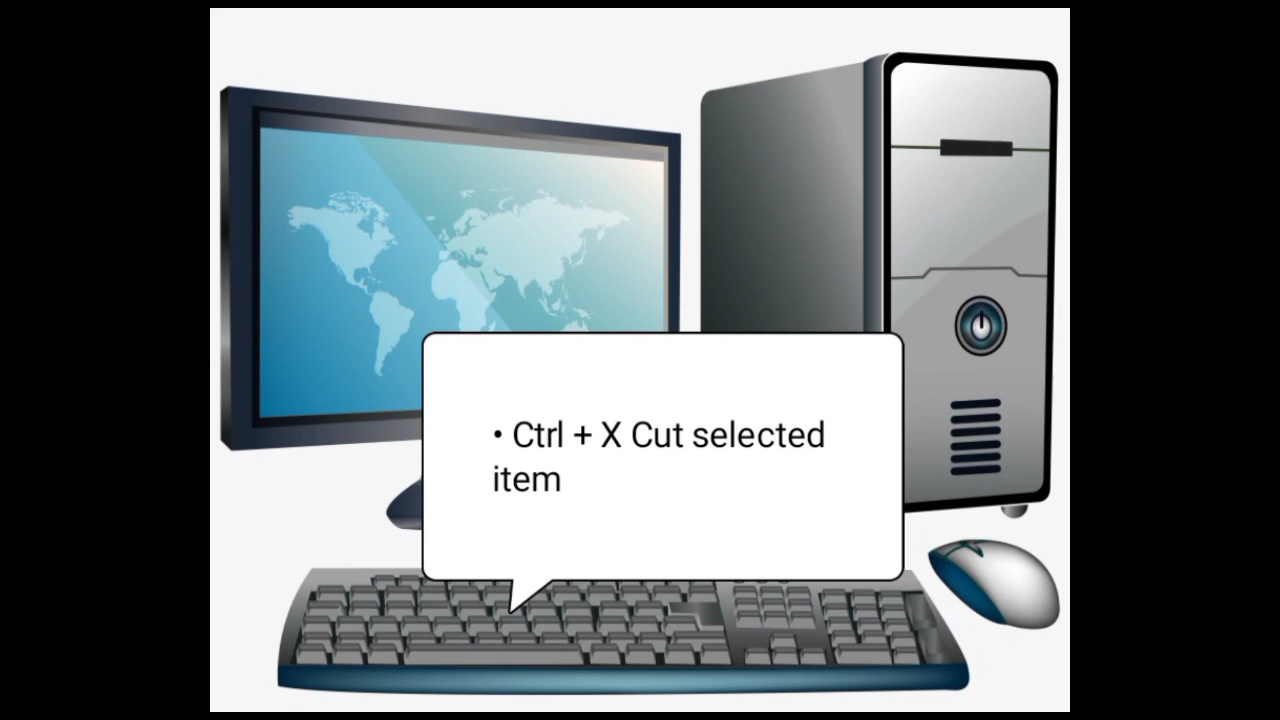 • Ctrl + X Cut selected
item